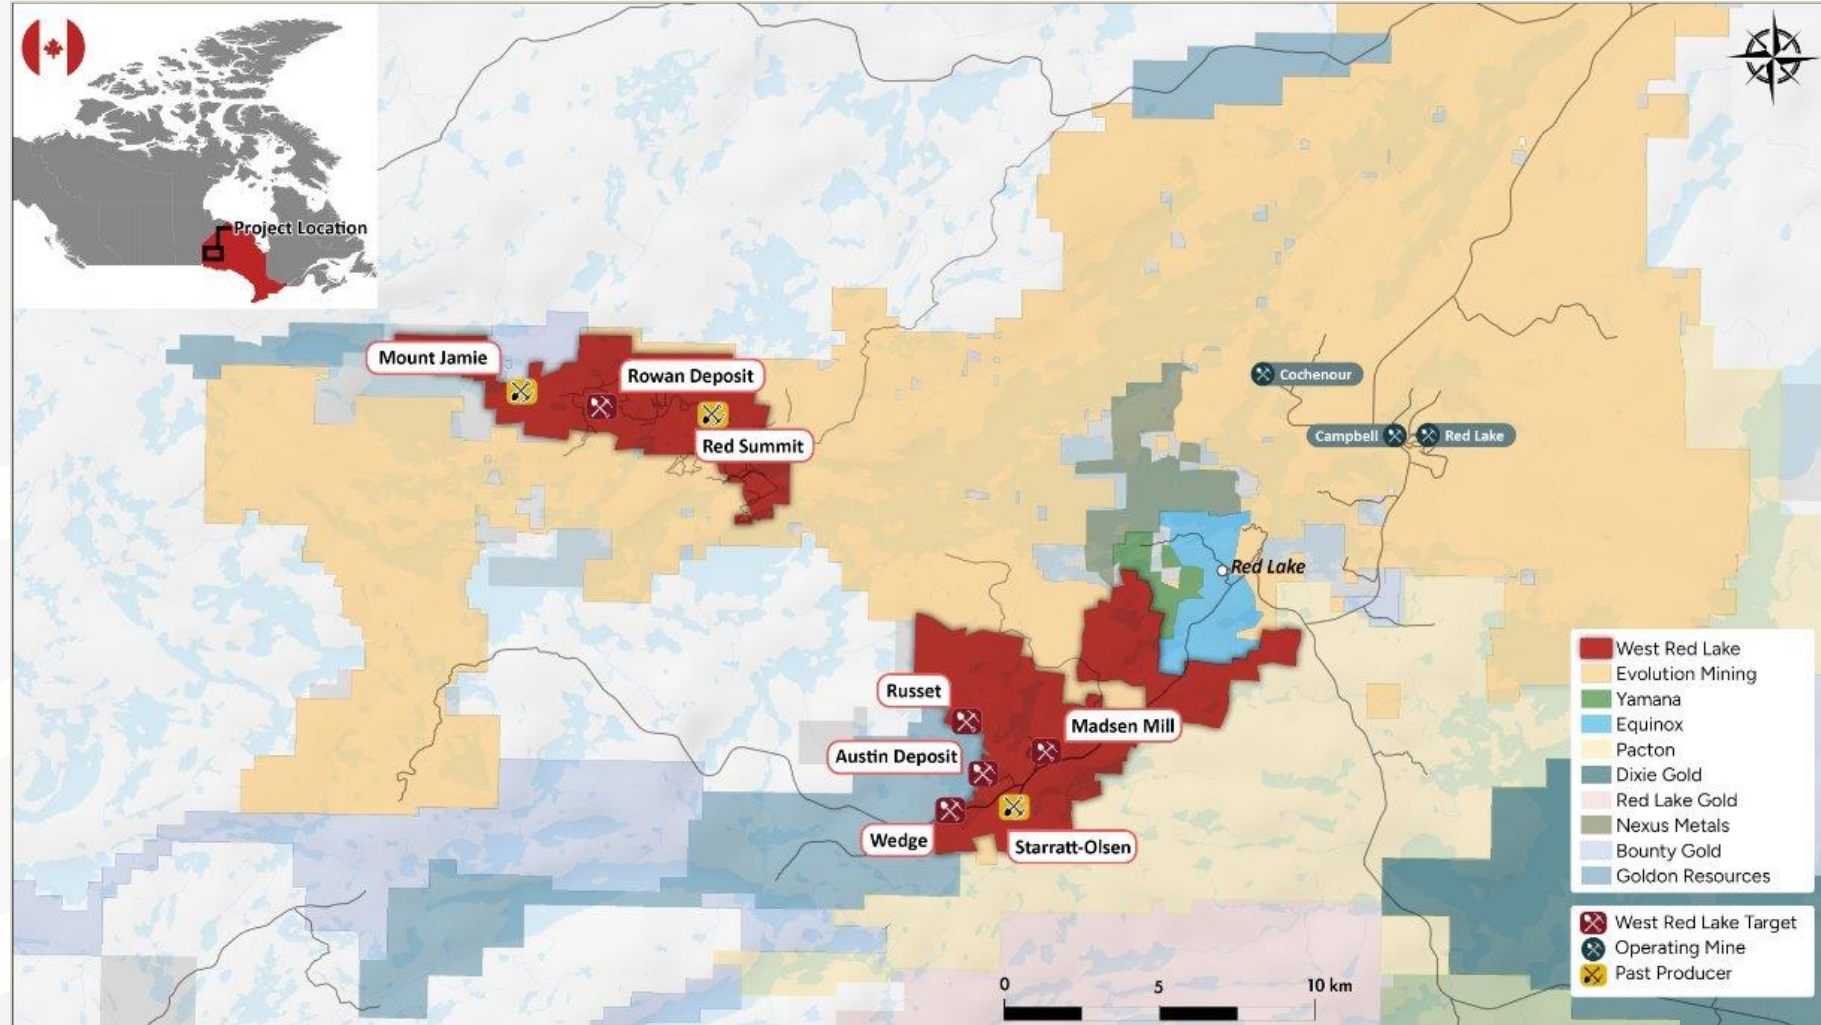 Project Location
Mount Jamie
Rowan Deposit
Red Summit
Cochenour
Campbell
Red Lake
Red Lake
Russet
Madsen Mill
Austin Deposit
Wedge
Starratt-Olsen
West Red Lake
Evolution Mining
Yamana
Equinox
Pacton
Dixie Gold
Red Lake Gold
Nexus Metals
Bounty Gold
Goldon Resources
West Red Lake Target
Operating Mine
Past Producer
0 5 10 km